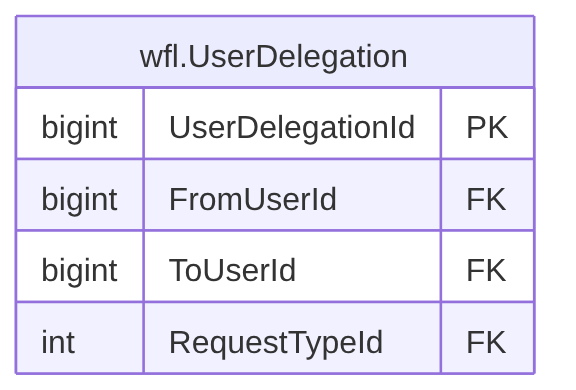 wfl.UserDelegation
bigint UserDelegationId PK
bigint FromUserId FK
bigint ToUserId FK
int RequestTypeId FK